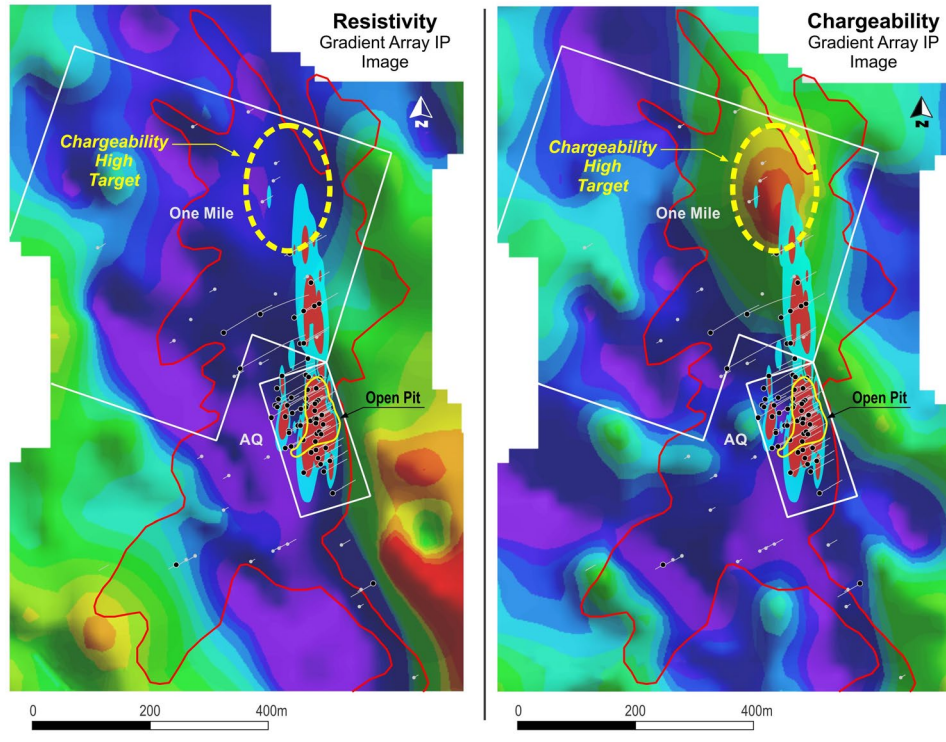 Resistivity
Gradient Array IP
Image
N
Chargeability
High
Target
One Mile
Open Pit
AQ
0 200 400m
Chargeability
Gradient Array IP
Image
N
Chargeability
High
Target
One Mile
Open Pit
AQ
0 200 400m